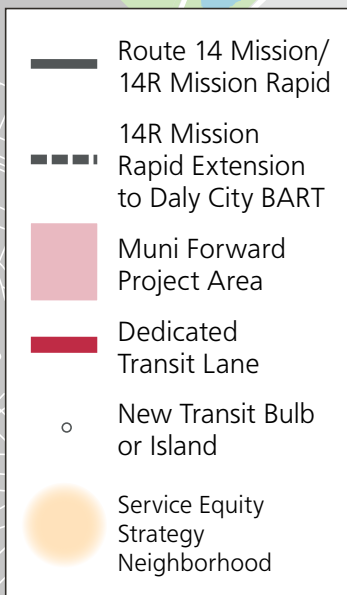 Route 14 Mission/
14R Mission Rapid
14R Mission
Rapid Extension
to Daly City BART
Muni Forward
Project Area
Dedicated
Transit Lane
New Transit Bulb
or Island
Service Equity
Strategy
Neighborhood